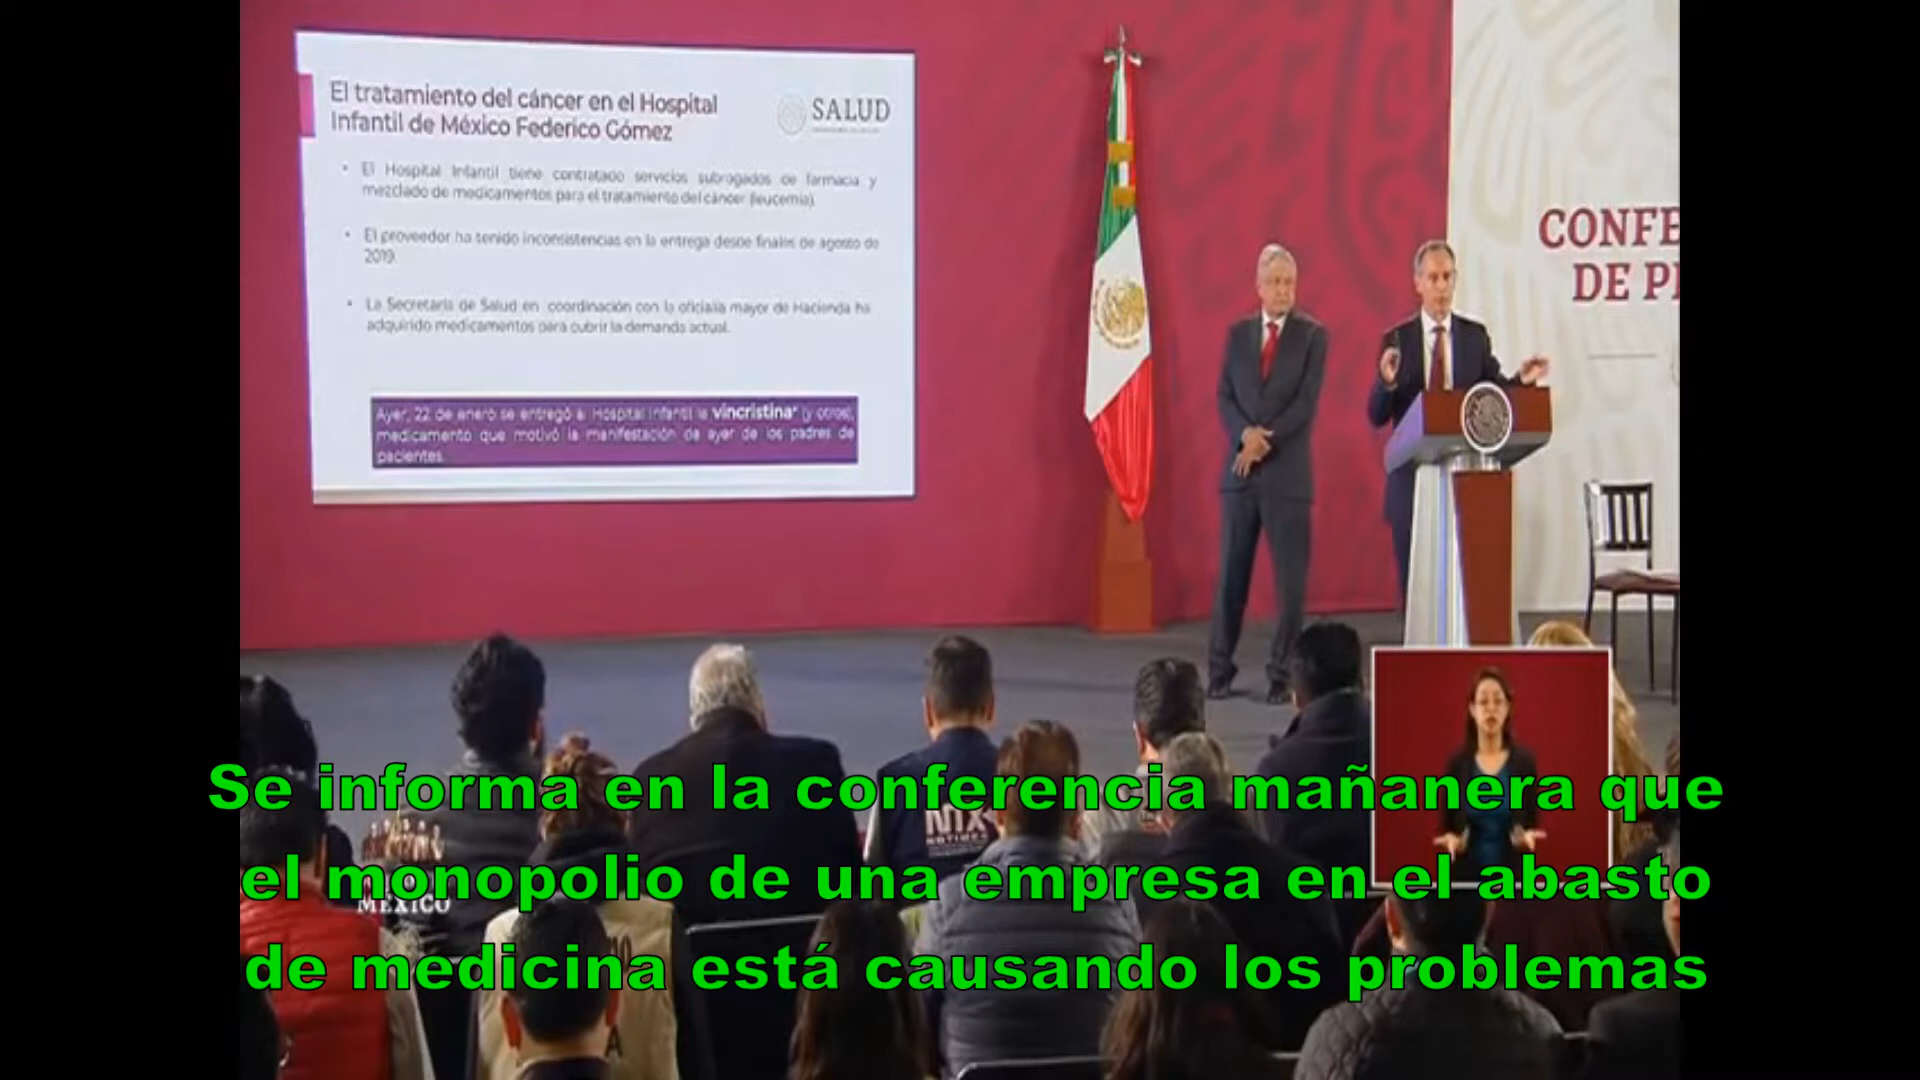 El tratamiento del cáncer en el Hospital
Infantil de México Federico Gómez
SALUD
• El Hospital Infantil tiene contratado servicios subrogados de farmacia y
mezclado de medicamentos para el tratamiento del cáncer (leucemia).
• El proveedor ha tenido inconsistencias en la entrega desde finales de agosto de
2019.
• La Secretaría de Salud en coordinación con la oficialía mayor de Hacienda ha
adquirido medicamentos para cubrir la demanda actual.
Ayer, 22 de enero se entregó al Hospital Infantil la vincristina* (y otros),
medicamento que motivó la manifestación de ayer de los padres de
pacientes.
CONFE
DE P
NTX
MÉXICO
Se informa en la conferencia mañanera que
el monopolio de una empresa en el abasto
de medicina está causando los problemas